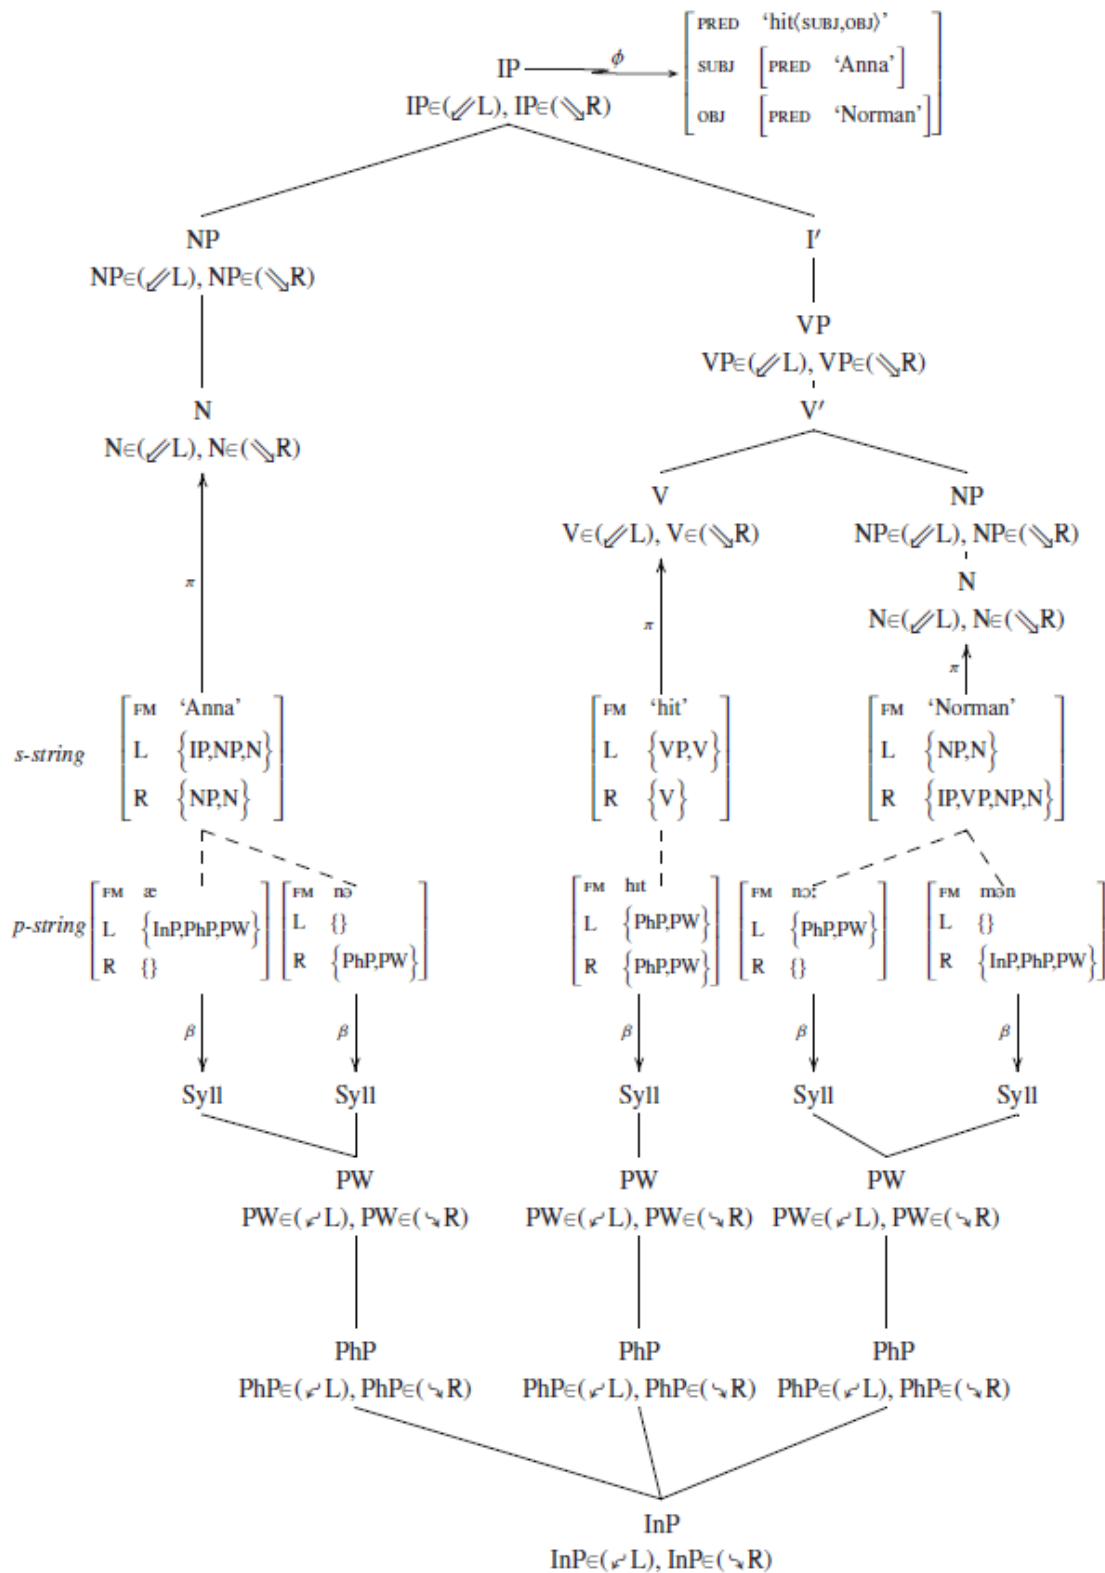 PRED ‘hit⟨SUBJ,OBJ⟩’
IP ϕ SUBJ [PRED ‘Anna’]
IP∈(⇙L), IP∈(⇘R) OBJ [PRED ‘Norman’]
NP I′
NP∈(⇙L), NP∈(⇘R)
VP
VP∈(⇙L), VP∈(⇘R)
N V′
N∈(⇙L), N∈(⇘R)
V NP
V∈(⇙L), V∈(⇘R) NP∈(⇙L), NP∈(⇘R)
π N
π N∈(⇙L), N∈(⇘R)
π
FM ‘Anna’ FM ‘hit’ FM ‘Norman’
s-string L {IP,NP,N} L {VP,V} L {NP,N}
R {NP,N} R {V} R {IP,VP,NP,N}
FM æ FM nə FM hɪt FM nɔː FM mən
p-string L {InP,PhP,PW} L {} L {PhP,PW} L {PhP,PW} L {}
R {} R {PhP,PW} R {PhP,PW} R {} R {InP,PhP,PW}
β β β β β
Syll Syll Syll Syll Syll
PW PW PW
PW∈(↙L), PW∈(↘R) PW∈(↙L), PW∈(↘R) PW∈(↙L), PW∈(↘R)
PhP PhP PhP
PhP∈(↙L), PhP∈(↘R) PhP∈(↙L), PhP∈(↘R) PhP∈(↙L), PhP∈(↘R)
InP
InP∈(↙L), InP∈(↘R)